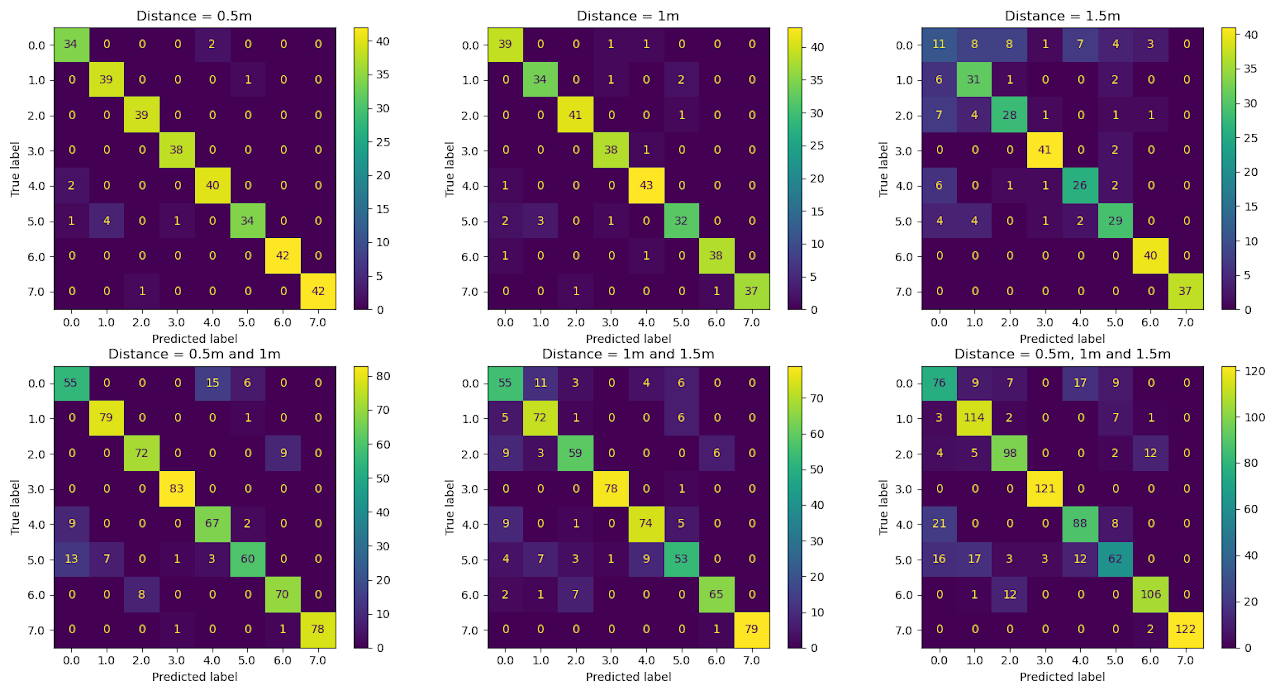 Distance = 0.5m
True label
0.0 34 0 0 0 2 0 0 0
1.0 0 39 0 0 0 1 0 0
2.0 0 0 39 0 0 0 0 0
3.0 0 0 0 38 0 0 0 0
4.0 2 0 0 0 40 0 0 0
5.0 1 4 0 1 0 34 0 0
6.0 0 0 0 0 0 0 42 0
7.0 0 0 1 0 0 0 0 42
0.0 1.0 2.0 3.0 4.0 5.0 6.0 7.0
Predicted label
40
35
30
25
20
15
10
5
0
Distance = 1m
True label
0.0 39 0 0 1 1 0 0 0
1.0 0 34 0 1 0 2 0 0
2.0 0 0 41 0 0 1 0 0
3.0 0 0 0 38 1 0 0 0
4.0 1 0 0 0 43 0 0 0
5.0 2 3 0 1 0 32 0 0
6.0 1 0 0 0 1 0 38 0
7.0 0 0 1 0 0 0 1 37
0.0 1.0 2.0 3.0 4.0 5.0 6.0 7.0
Predicted label
40
35
30
25
20
15
10
5
0
Distance = 1.5m
True label
0.0 11 8 8 1 7 4 3 0
1.0 6 31 1 0 0 2 0 0
2.0 7 4 28 1 0 1 1 0
3.0 0 0 0 41 0 2 0 0
4.0 6 0 1 1 26 2 0 0
5.0 4 4 0 1 2 29 0 0
6.0 0 0 0 0 0 0 40 0
7.0 0 0 0 0 0 0 0 37
0.0 1.0 2.0 3.0 4.0 5.0 6.0 7.0
Predicted label
40
35
30
25
20
15
10
5
0
Distance = 0.5m and 1m
True label
0.0 55 0 0 0 15 6 0 0
1.0 0 79 0 0 0 1 0 0
2.0 0 0 72 0 0 0 9 0
3.0 0 0 0 83 0 0 0 0
4.0 9 0 0 0 67 2 0 0
5.0 13 7 0 1 3 60 0 0
6.0 0 0 8 0 0 0 70 0
7.0 0 0 0 1 0 0 1 78
0.0 1.0 2.0 3.0 4.0 5.0 6.0 7.0
Predicted label
80
70
60
50
40
30
20
10
0
Distance = 1m and 1.5m
True label
0.0 55 11 3 0 4 6 0 0
1.0 5 72 1 0 0 6 0 0
2.0 9 3 59 0 0 0 6 0
3.0 0 0 0 78 0 1 0 0
4.0 9 0 1 0 74 5 0 0
5.0 4 7 3 1 9 53 0 0
6.0 2 1 7 0 0 0 65 0
7.0 0 0 0 0 0 0 1 79
0.0 1.0 2.0 3.0 4.0 5.0 6.0 7.0
Predicted label
70
60
50
40
30
20
10
0
Distance = 0.5m, 1m and 1.5m
True label
0.0 76 9 7 0 17 9 0 0
1.0 3 114 2 0 0 7 1 0
2.0 4 5 98 0 0 2 12 0
3.0 0 0 0 121 0 0 0 0
4.0 21 0 0 0 88 8 0 0
5.0 16 17 3 3 12 62 0 0
6.0 0 1 12 0 0 0 106 0
7.0 0 0 0 0 0 0 2 122
0.0 1.0 2.0 3.0 4.0 5.0 6.0 7.0
Predicted label
120
100
80
60
40
20
0